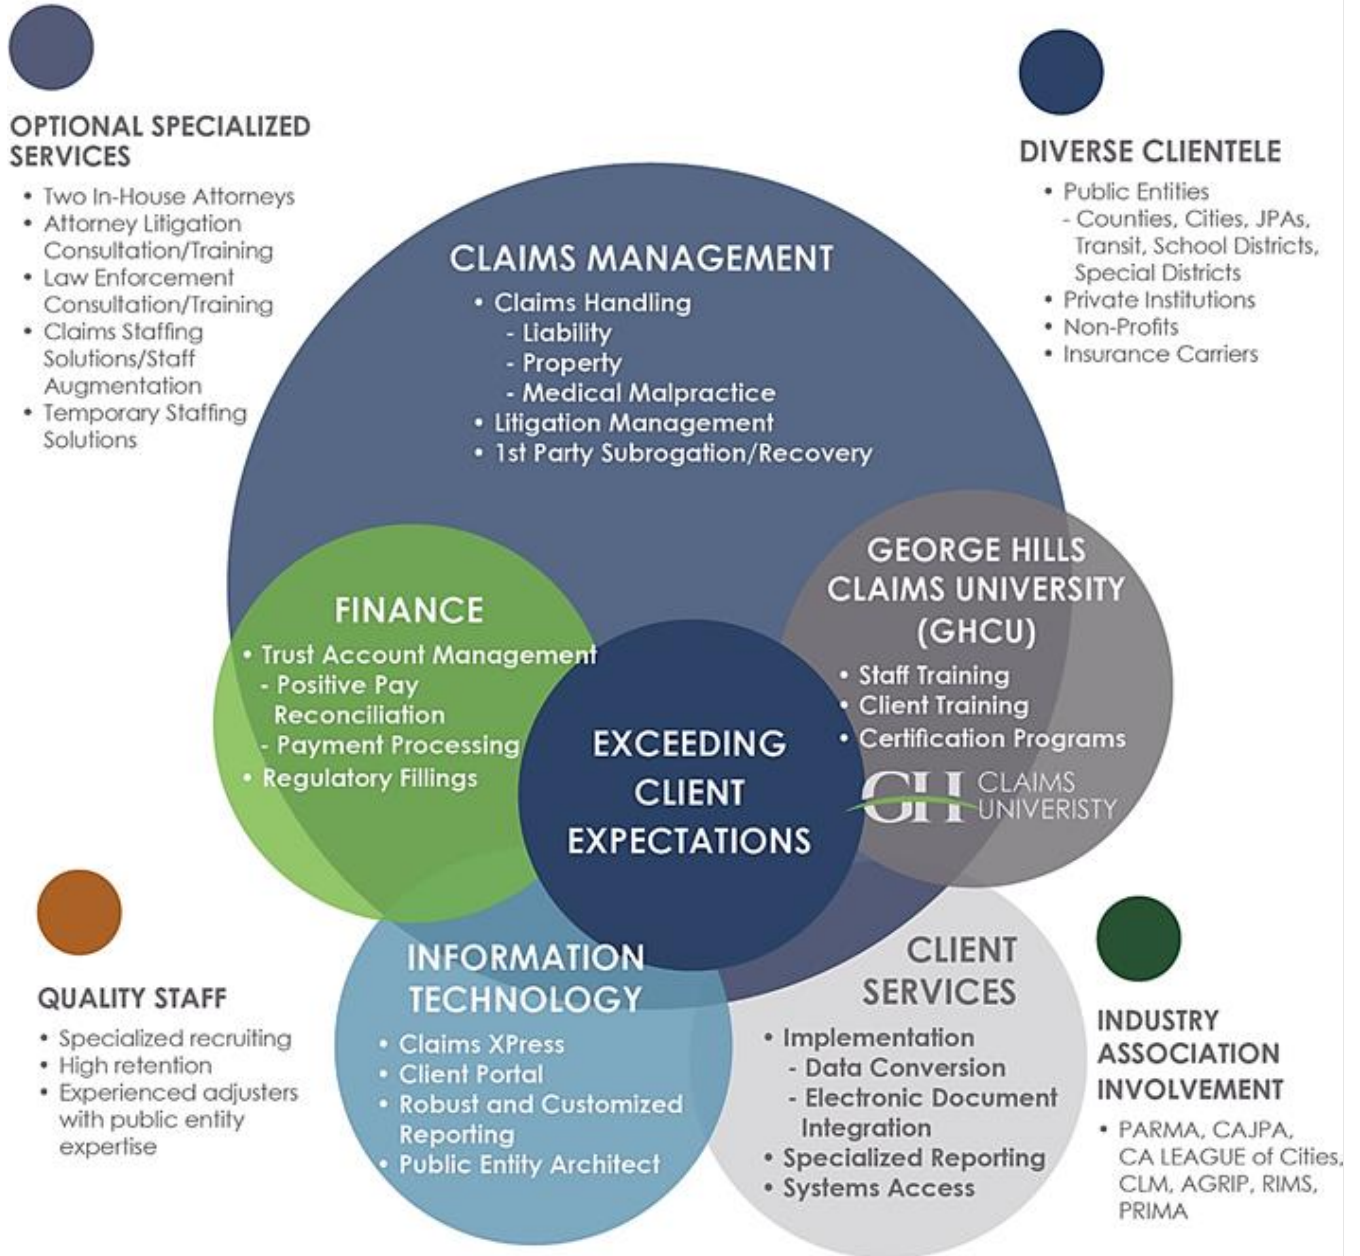 OPTIONAL SPECIALIZED
SERVICES
• Two In-House Attorneys
• Attorney Litigation
Consultation/Training
• Law Enforcement
Consultation/Training
• Claims Staffing
Solutions/Staff
Augmentation
• Temporary Staffing
Solutions
DIVERSE CLIENTELE
• Public Entities
- Counties, Cities, JPAs,
Transit, School Districts,
Special Districts
• Private Institutions
• Non-Profits
• Insurance Carriers
CLAIMS MANAGEMENT
• Claims Handling
- Liability
- Property
- Medical Malpractice
• Litigation Management
• 1st Party Subrogation/Recovery
FINANCE
• Trust Account Management
- Positive Pay
Reconciliation
- Payment Processing
• Regulatory Fillings
EXCEEDING
CLIENT
EXPECTATIONS
GEORGE HILLS
CLAIMS UNIVERSITY
(GHCU)
• Staff Training
• Client Training
• Certification Programs
GH CLAIMS
UNIVERISTY
QUALITY STAFF
• Specialized recruiting
• High retention
• Experienced adjusters
with public entity
expertise
INFORMATION
TECHNOLOGY
• Claims XPress
• Client Portal
• Robust and Customized
Reporting
• Public Entity Architect
CLIENT
SERVICES
• Implementation
- Data Conversion
- Electronic Document
Integration
• Specialized Reporting
• Systems Access
INDUSTRY
ASSOCIATION
INVOLVEMENT
• PARMA, CAJPA,
CA LEAGUE of Cities,
CLM, AGRIP, RIMS,
PRIMA